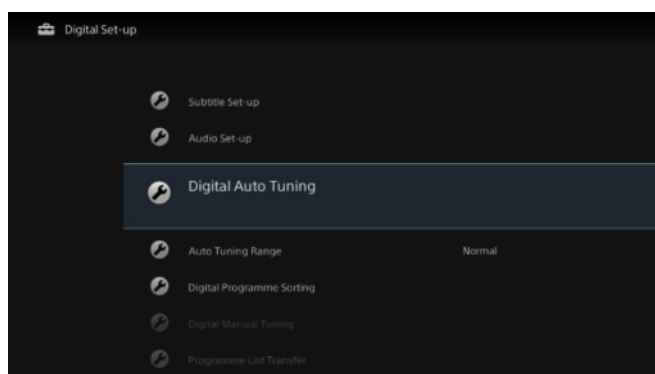 Digital Set-up
Subtitle Set-up
Audio Set-up
Digital Auto Tuning
Auto Tuning Range Normal
Digital Programme Sorting
Digital Manual Tuning
Programme List Transfer